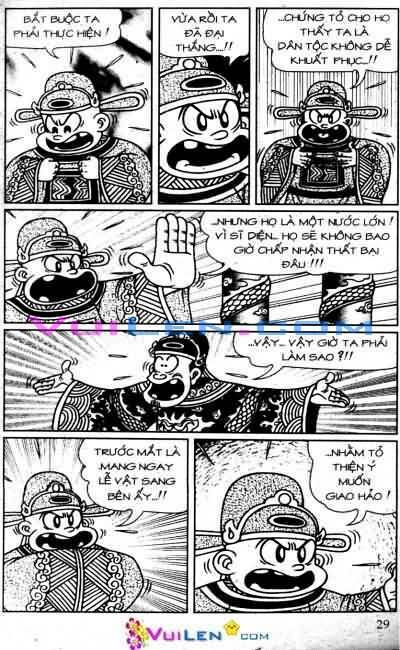 BẮT BUỘC TA
PHẢI THỰC HIỆN !
VỪA RỒI TA
ĐÃ ĐẠI
THẮNG...!!
...CHỨNG TỎ CHO HỌ
THẤY TA LÀ
DÂN TỘC KHÔNG DỄ
KHUẤT PHỤC...!!
...NHƯNG HỌ LÀ MỘT NƯỚC LỚN !
VÌ SĨ DIỆN.. HỌ SẼ KHÔNG BAO
GIỜ CHẤP NHẬN THẤT BẠI
ĐÂU !!!
VUILEN.COM
...VẬY... VẬY GIỜ TA PHẢI
LÀM SAO ?!!
TRƯỚC MẮT LÀ
MANG NGAY
LỄ VẬT SANG
BÊN ẤY...!!
...NHẰM TỎ
THIỆN Ý
MUỐN
GIAO HẢO !
29
VUILEN.COM